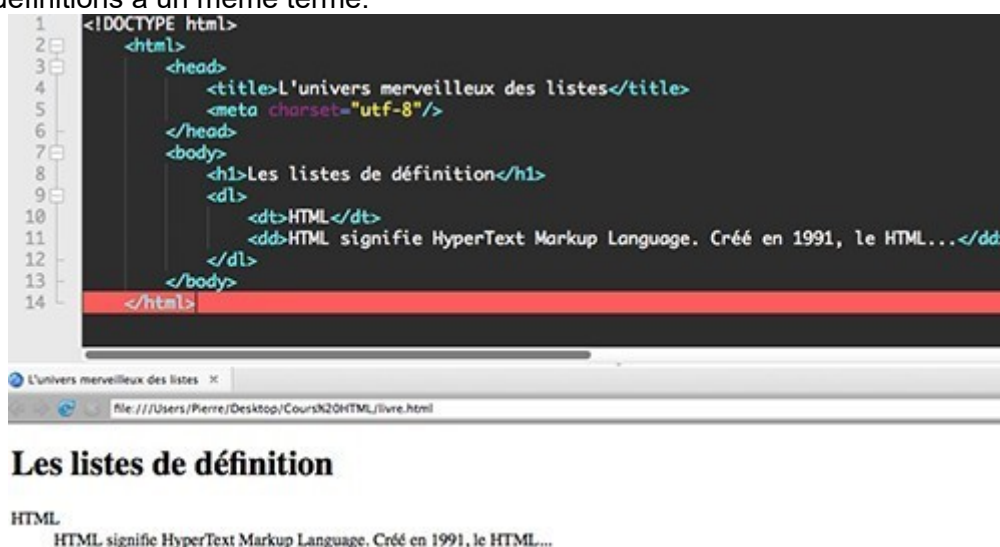 définitions à un même terme.
1 <!DOCTYPE html>
2 <html>
3 <head>
4 <title>L'univers merveilleux des listes</title>
5 <meta charset="utf-8"/>
6 </head>
7 <body>
8 <h1>Les listes de définition</h1>
9 <dl>
10 <dt>HTML</dt>
11 <dd>HTML signifie HyperText Markup Language. Créé en 1991, le HTML...</dd
12 </dl>
13 </body>
14 </html>
L'univers merveilleux des listes ×
file:///Users/Pierre/Desktop/Cours%20HTML/livre.html
Les listes de définition
HTML
HTML signifie HyperText Markup Language. Créé en 1991, le HTML...